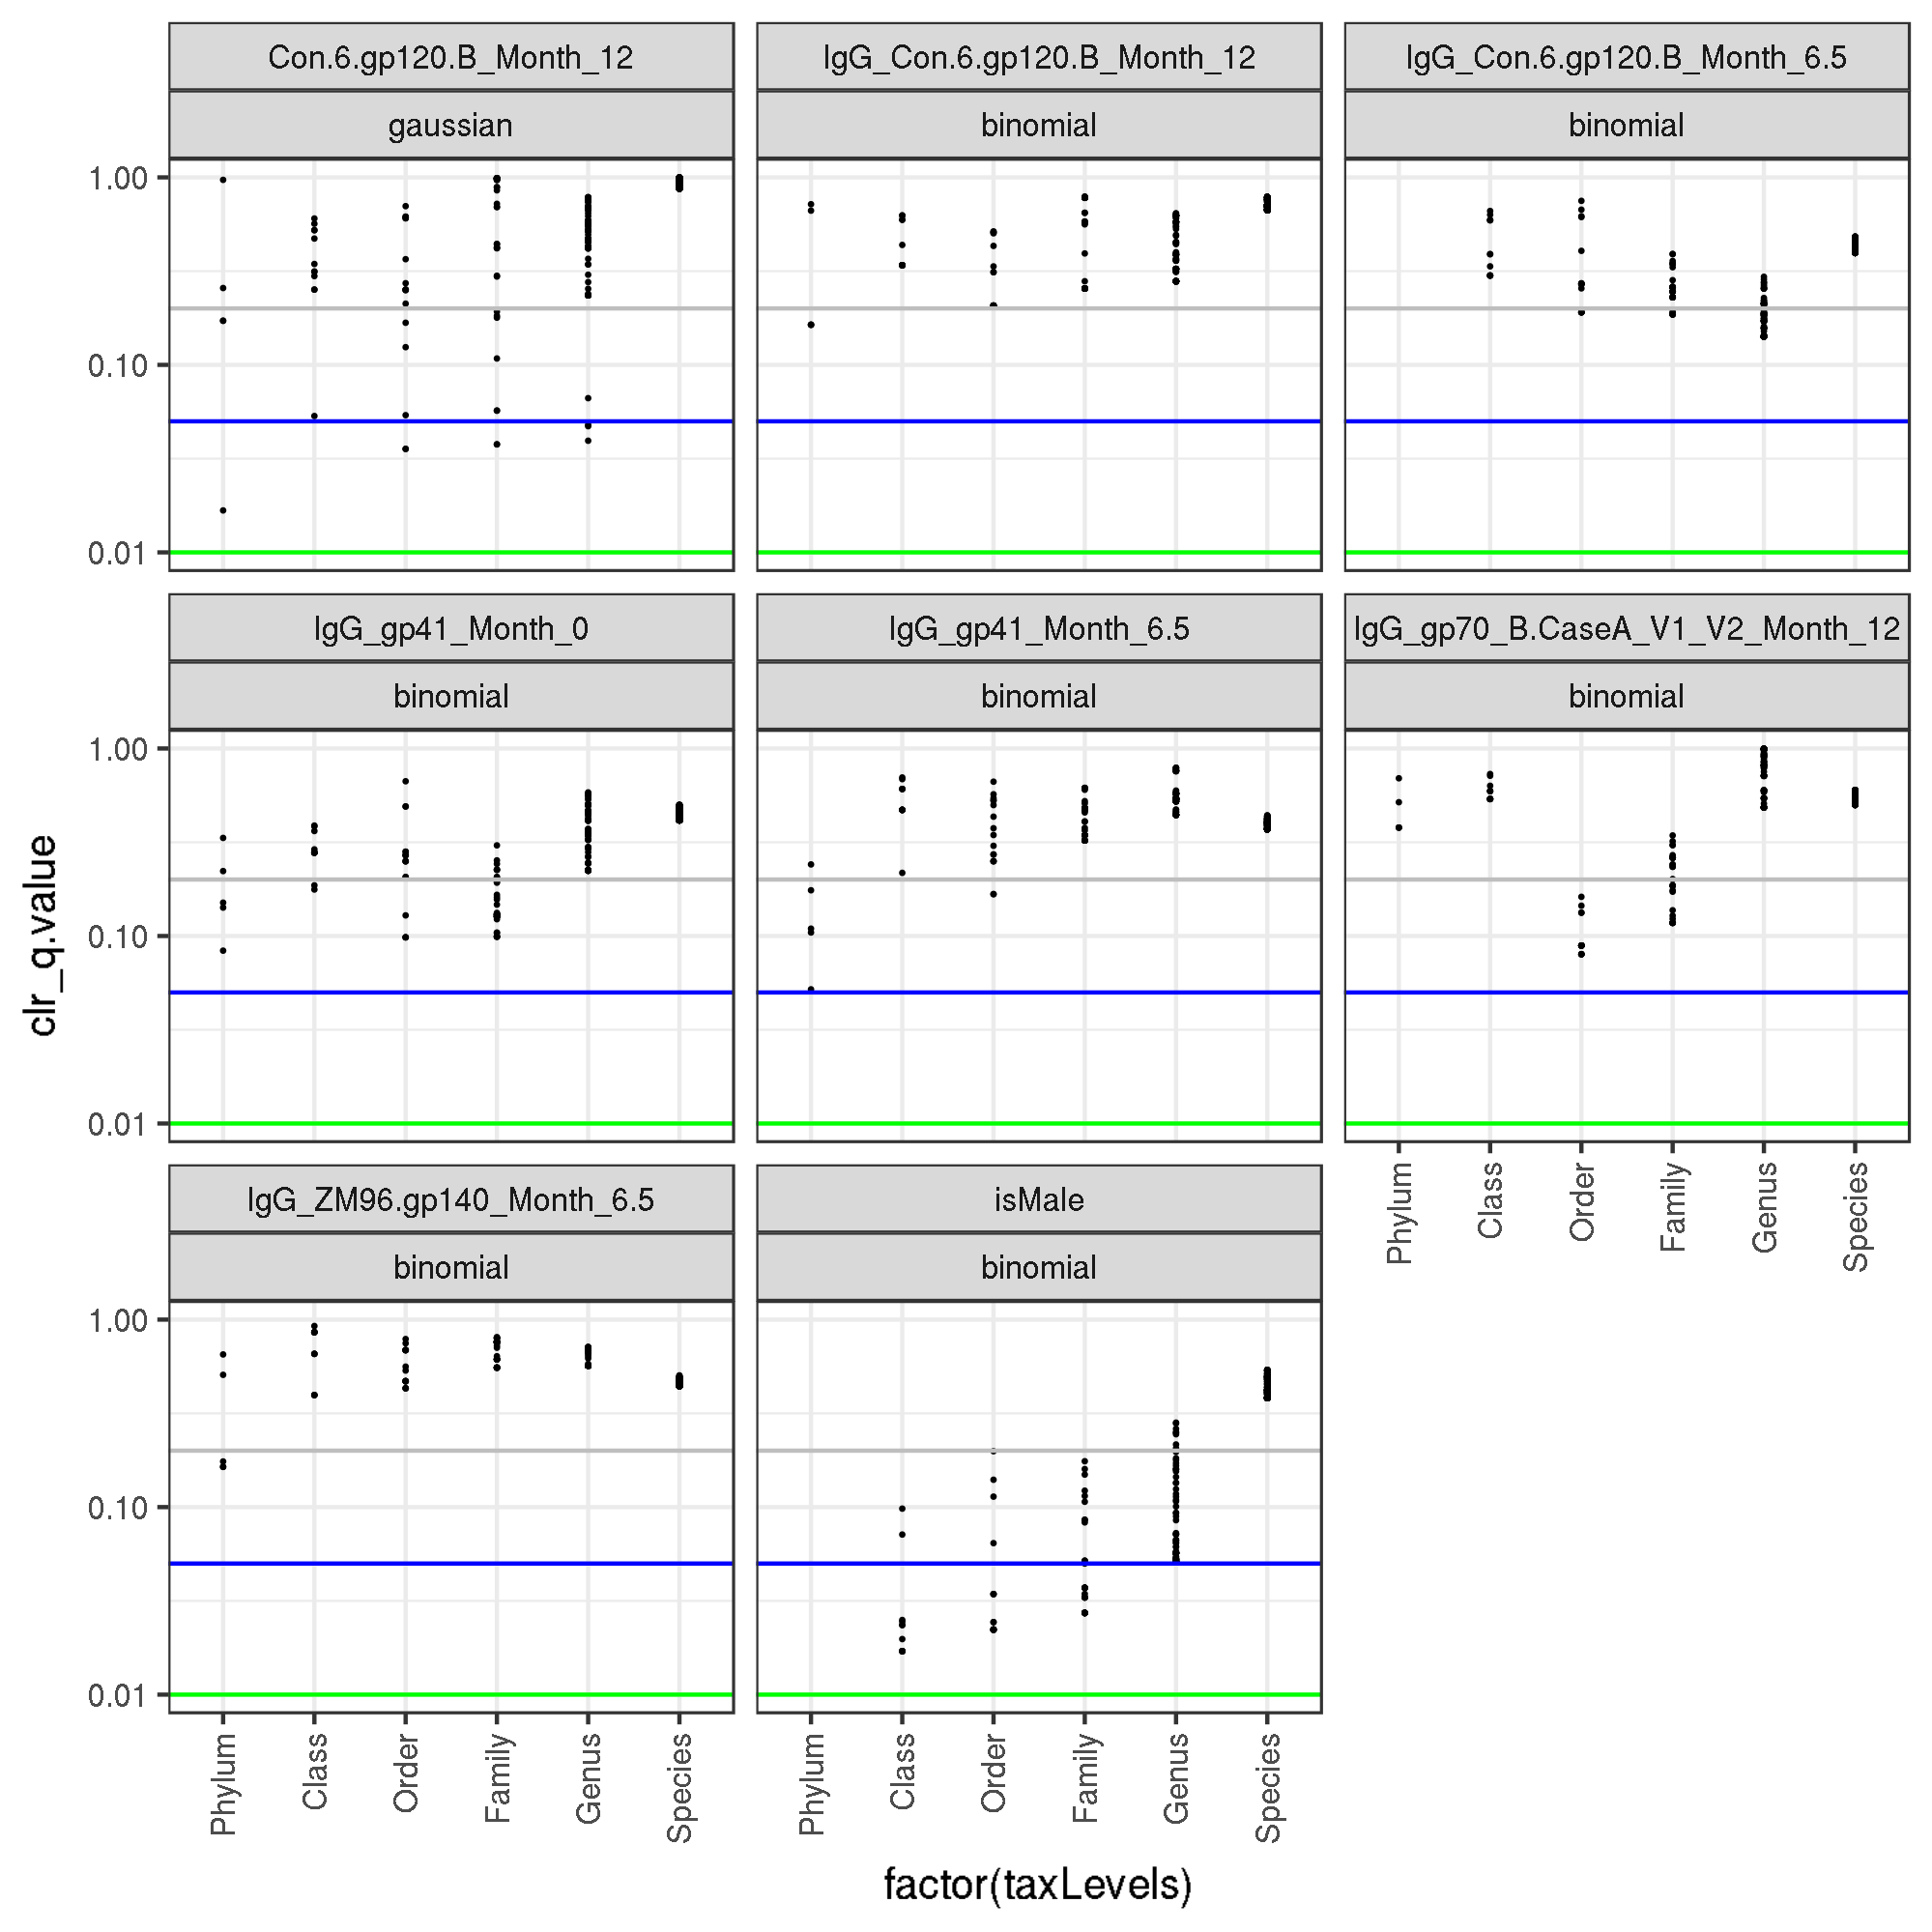 Con.6.gp120.B_Month_12
IgG_Con.6.gp120.B_Month_12
IgG_Con.6.gp120.B_Month_6.5
gaussian
binomial
binomial
1.00
0.10
0.01
IgG_gp41_Month_0
IgG_gp41_Month_6.5
IgG_gp70_B.CaseA_V1_V2_Month_12
binomial
binomial
binomial
1.00
0.10
0.01
clr_q.value
Phylum
Class
Order
Family
Genus
Species
IgG_ZM96.gp140_Month_6.5
isMale
binomial
binomial
1.00
0.10
0.01
Phylum
Class
Order
Family
Genus
Species
Phylum
Class
Order
Family
Genus
Species
factor(taxLevels)